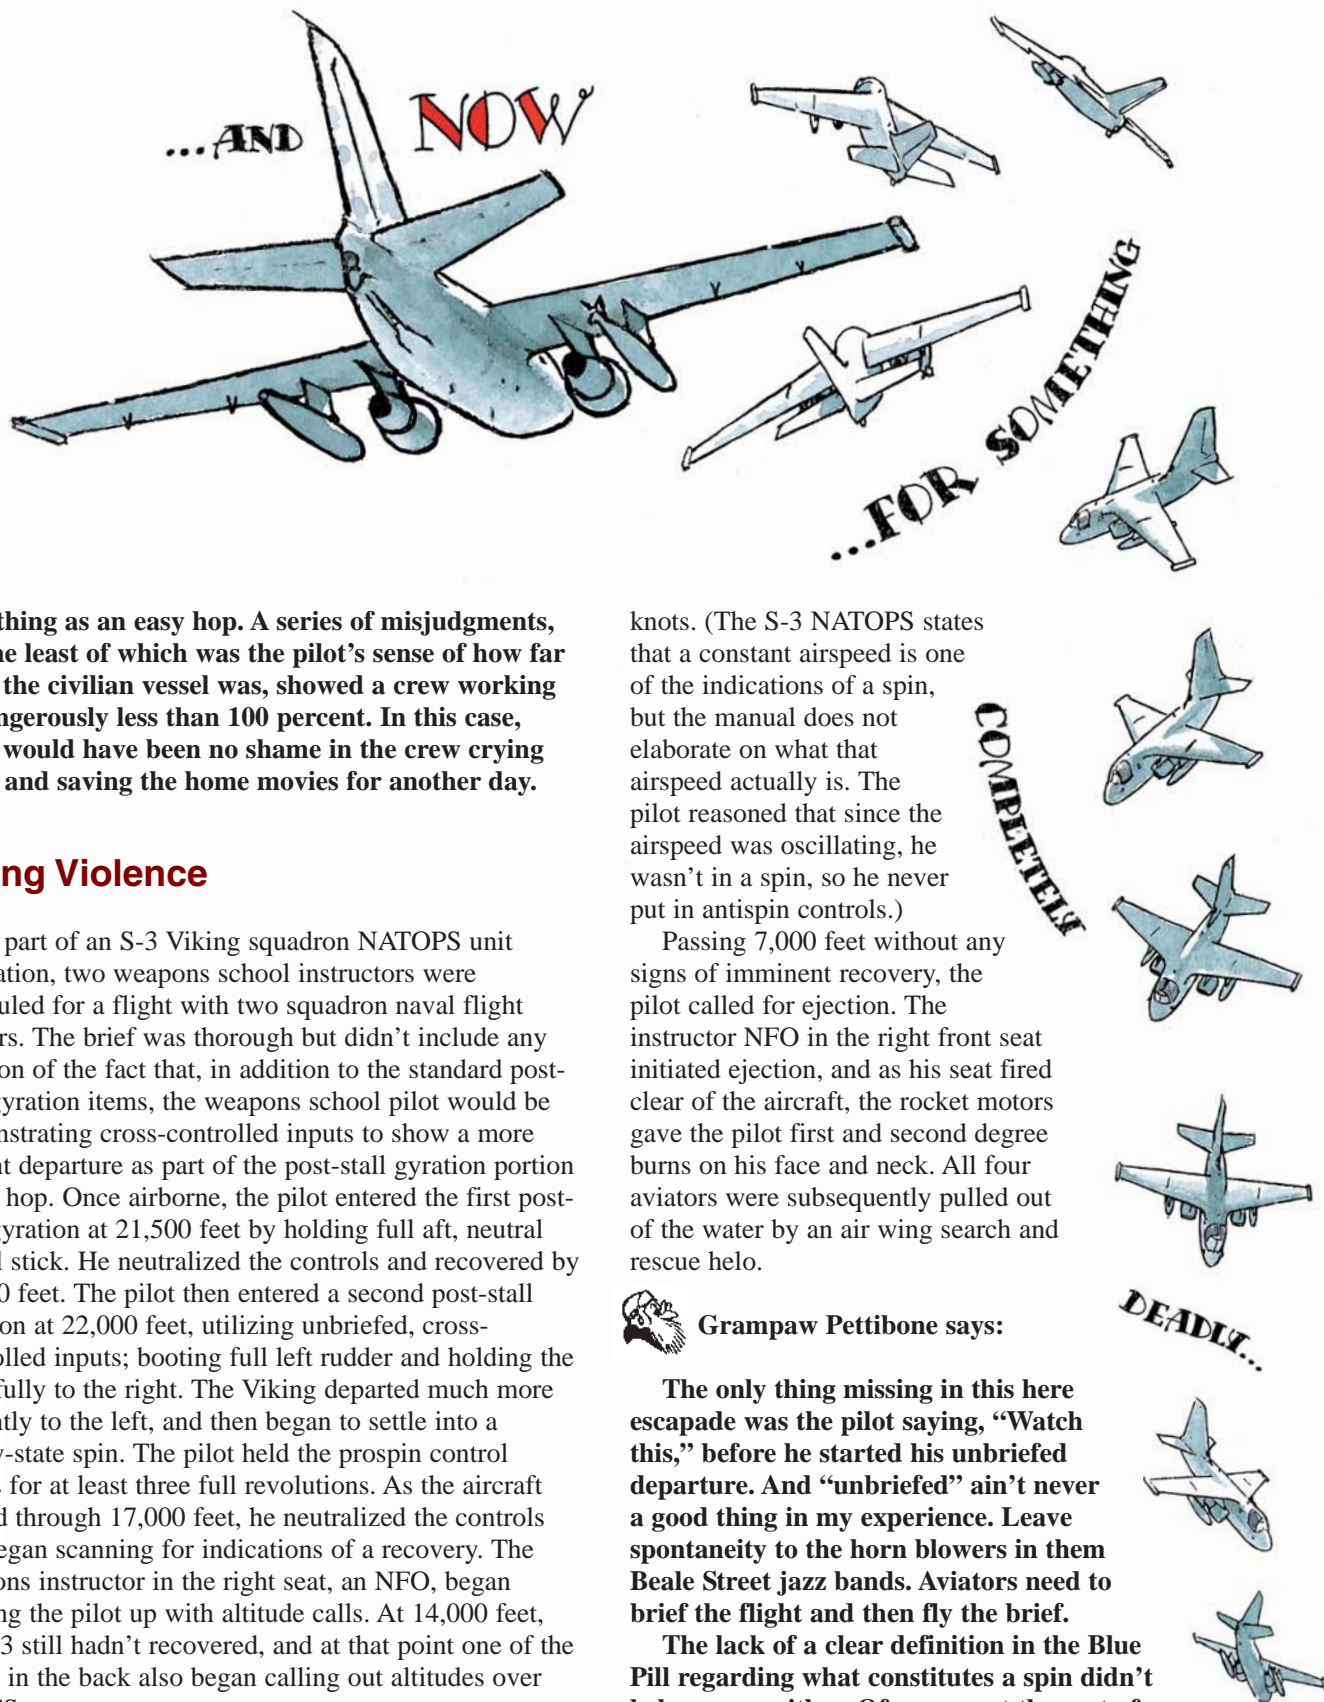 ...AND NOW
...FOR SOMETHING
COMPLETELY
DEADLY...
thing as an easy hop. A series of misjudgments,
least of which was the pilot’s sense of how far
the civilian vessel was, showed a crew working
less than 100 percent. In this case,
would have been no shame in the crew crying
and saving the home movies for another day.
Violence
part of an S-3 Viking squadron NATOPS unit
two weapons school instructors were
for a flight with two squadron naval flight
The brief was thorough but didn’t include any
of the fact that, in addition to the standard post-
gyration items, the weapons school pilot would be
cross-controlled inputs to show a more
departure as part of the post-stall gyration portion
hop. Once airborne, the pilot entered the first post-
gyration at 21,500 feet by holding full aft, neutral
stick. He neutralized the controls and recovered by
feet. The pilot then entered a second post-stall
on at 22,000 feet, utilizing unbriefed, cross-
olled inputs; booting full left rudder and holding the
fully to the right. The Viking departed much more
ntly to the left, and then began to settle into a
-state spin. The pilot held the prospin control
for at least three full revolutions. As the aircraft
through 17,000 feet, he neutralized the controls
egan scanning for indications of a recovery. The
ons instructor in the right seat, an NFO, began
ng the pilot up with altitude calls. At 14,000 feet,
3 still hadn’t recovered, and at that point one of the
in the back also began calling out altitudes over
knots. (The S-3 NATOPS states
that a constant airspeed is one
of the indications of a spin,
but the manual does not
elaborate on what that
airspeed actually is. The
pilot reasoned that since the
airspeed was oscillating, he
wasn’t in a spin, so he never
put in antispin controls.)
Passing 7,000 feet without any
signs of imminent recovery, the
pilot called for ejection. The
instructor NFO in the right front seat
initiated ejection, and as his seat fired
clear of the aircraft, the rocket motors
gave the pilot first and second degree
burns on his face and neck. All four
aviators were subsequently pulled out
of the water by an air wing search and
rescue helo.
Grampaw Pettibone says:
The only thing missing in this here
escapade was the pilot saying, “Watch
this,” before he started his unbriefed
departure. And “unbriefed” ain’t never
a good thing in my experience. Leave
spontaneity to the horn blowers in them
Beale Street jazz bands. Aviators need to
brief the flight and then fly the brief.
The lack of a clear definition in the Blue
Pill regarding what constitutes a spin didn’t